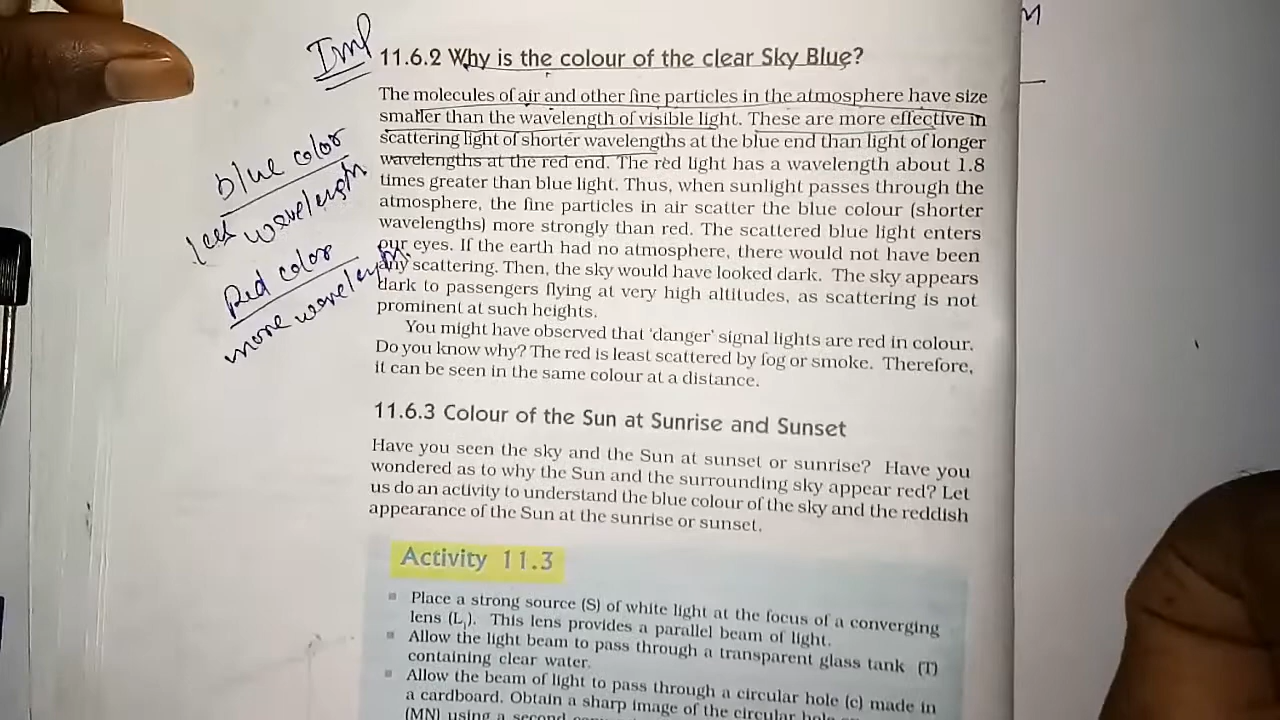 Imp
11.6.2 Why is the colour of the clear Sky Blue?
The molecules of air and other fine particles in the atmosphere have size
smaller than the wavelength of visible light. These are more effective in
scattering light of shorter wavelengths at the blue end than light of longer
wavelengths at the red end. The red light has a wavelength about 1.8
times greater than blue light. Thus, when sunlight passes through the
atmosphere, the fine particles in air scatter the blue colour (shorter
wavelengths) more strongly than red. The scattered blue light enters
our eyes. If the earth had no atmosphere, there would not have been
any scattering. Then, the sky would have looked dark. The sky appears
dark to passengers flying at very high altitudes, as scattering is not
prominent at such heights.
You might have observed that 'danger' signal lights are red in colour.
Do you know why? The red is least scattered by fog or smoke. Therefore,
it can be seen in the same colour at a distance.
blue color
wavelength
Red color
more wavelength
11.6.3 Colour of the Sun at Sunrise and Sunset
Have you seen the sky and the Sun at sunset or sunrise? Have you
wondered as to why the Sun and the surrounding sky appear red? Let
us do an activity to understand the blue colour of the sky and the reddish
appearance of the Sun at the sunrise or sunset.
Activity 11.3
Place a strong source (S) of white light at the focus of a converging
lens (L₁). This lens provides a parallel beam of light.
Allow the light beam to pass through a transparent glass tank (T)
containing clear water.
Allow the beam of light to pass through a circular hole (c) made in
a cardboard. Obtain a sharp image of the circular hole
(MN) using a second